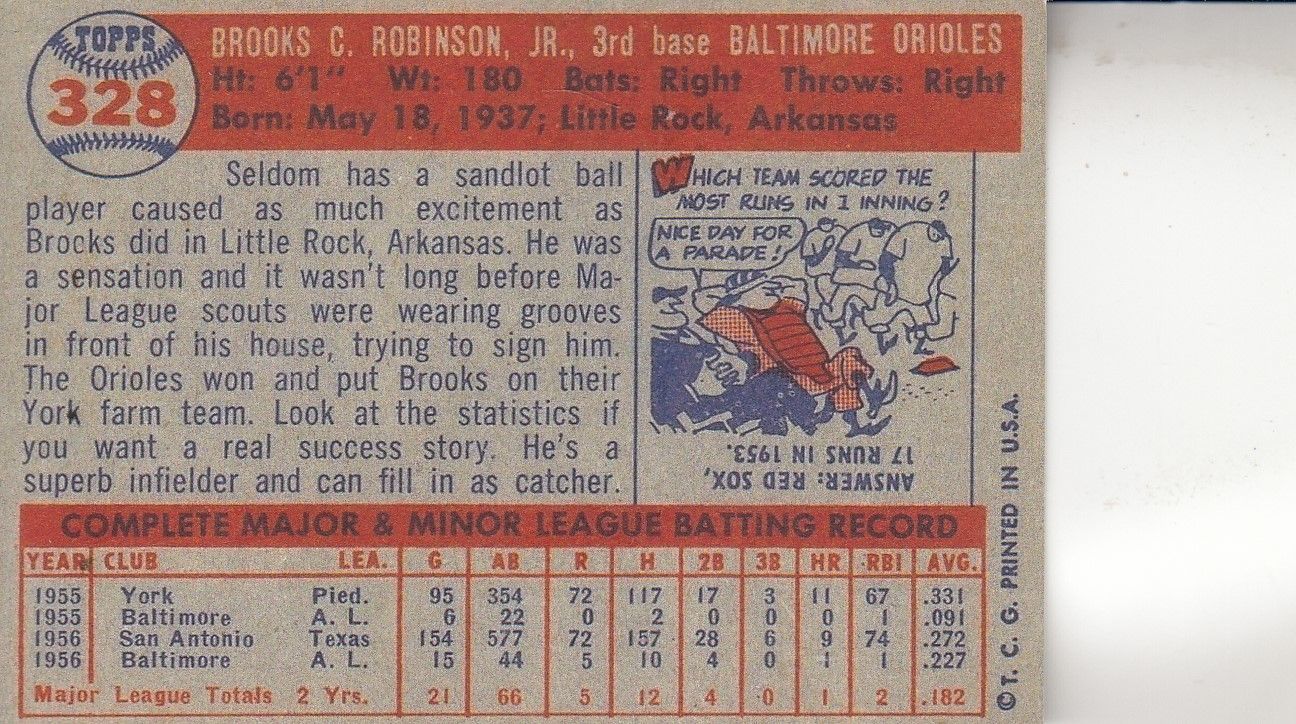 TOPPS
328
BROOKS C. ROBINSON, JR., 3rd base BALTIMORE ORIOLES
Ht: 6'1" Wt: 180 Bats: Right Throws: Right
Born: May 18, 1937; Little Rock, Arkansas
Seldom has a sandlot ball
player caused as much excitement as
Brooks did in Little Rock, Arkansas. He was
a sensation and it wasn't long before Ma-
jor League scouts were wearing grooves
in front of his house, trying to sign him.
The Orioles won and put Brooks on their
York farm team. Look at the statistics if
you want a real success story. He's a
superb infielder and can fill in as catcher.
WHICH TEAM SCORED THE
MOST RUNS IN 1 INNING?
NICE DAY FOR
A PARADE!
ANSWER: RED SOX,
17 RUNS IN 1953.
COMPLETE MAJOR & MINOR LEAGUE BATTING RECORD
YEAR CLUB LEA. G AB R H 2B 3B HR RBI AVG.
1955 York Pied. 95 354 72 117 17 3 11 67 .331
1955 Baltimore A. L. 6 22 0 2 0 0 0 1 .091
1956 San Antonio Texas 154 577 72 157 28 6 9 74 .272
1956 Baltimore A. L. 15 44 5 10 4 0 1 1 .227
Major League Totals 2 Yrs. 21 66 5 12 4 0 1 2 .182
© T. C. G. PRINTED IN U.S.A.